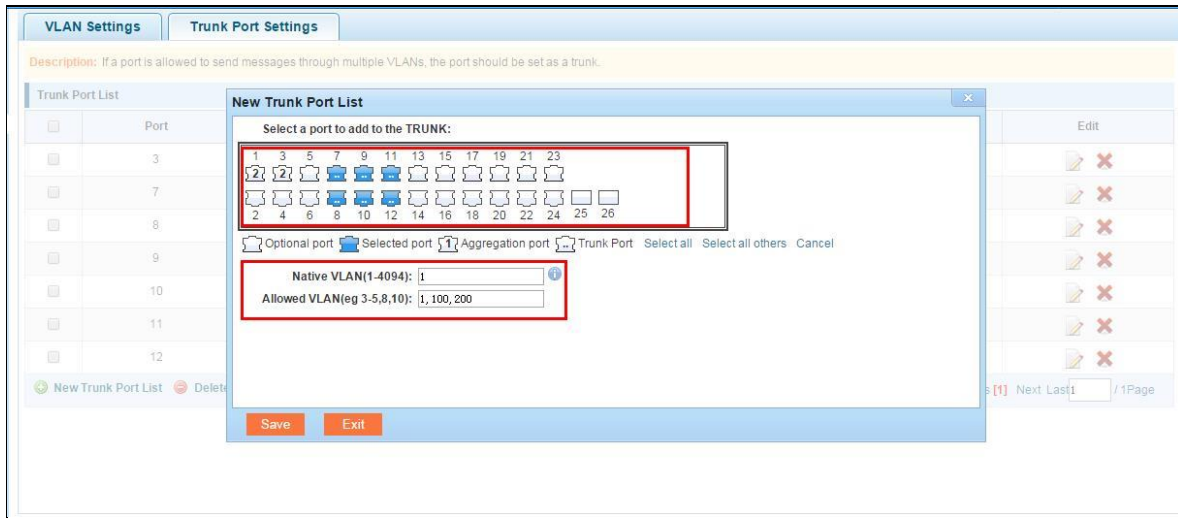 VLAN Settings Trunk Port Settings
Description: If a port is allowed to send messages through multiple VLANs, the port should be set as a trunk.
Trunk Port List
New Trunk Port List
Port Edit
Select a port to add to the TRUNK:
1 3 5 7 9 11 13 15 17 19 21 23
2 2
2 4 6 8 10 12 14 16 18 20 22 24 25 26
Optional port Selected port 1 Aggregation port Trunk Port Select all Select all others Cancel
Native VLAN(1-4094): 1
Allowed VLAN(eg 3-5,8,10): 1, 100, 200
3
7
8
9
10
11
12
New Trunk Port List Delete [1] Next Last 1 / 1Page
Save Exit